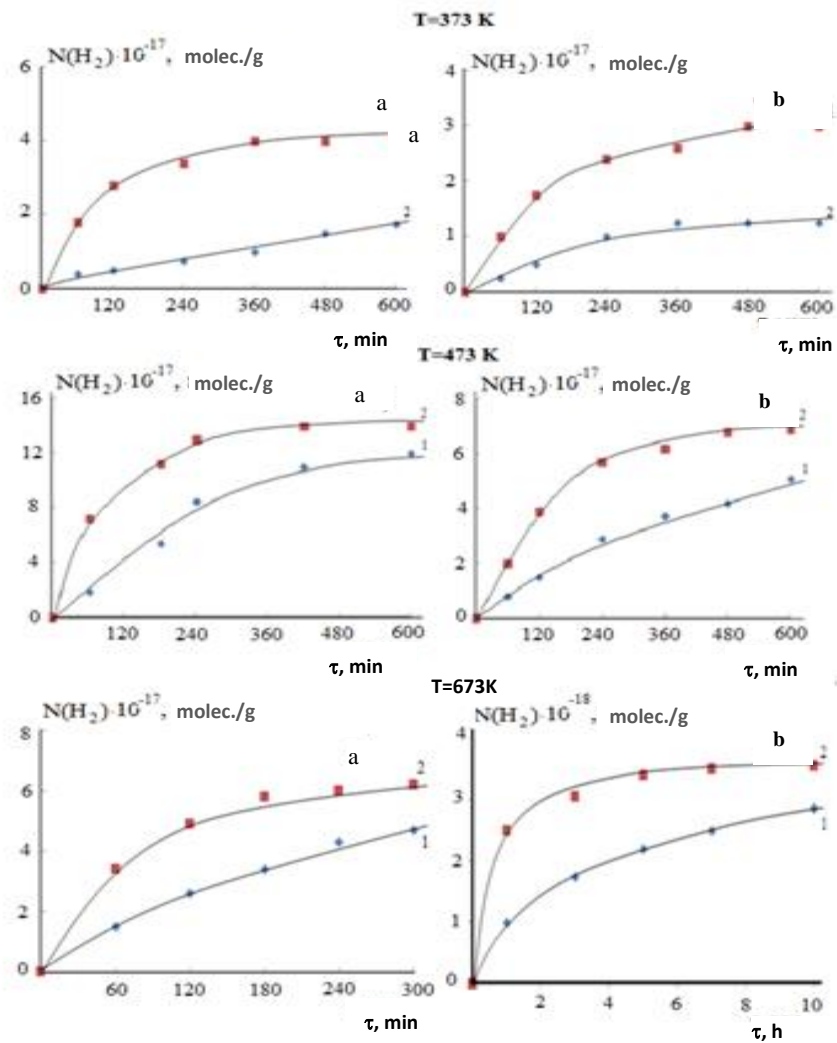 T=373 K
N(H₂)·10⁻¹⁷, molec./g
6
4
2
0
a
a
2
120 240 360 480 600
τ, min
N(H₂)·10⁻¹⁷, molec./g
4
3
2
1
0
b
2
120 240 360 480 600
τ, min
T=473 K
N(H₂)·10⁻¹⁷, molec./g
16
12
8
4
0
a
2
1
120 240 360 480 600
τ, min
N(H₂)·10⁻¹⁷, molec./g
8
6
4
2
0
b
2
1
120 240 360 480 600
τ, min
T=673K
N(H₂)·10⁻¹⁷, molec./g
8
6
4
2
0
a
2
1
60 120 180 240 300
τ, min
N(H₂)·10⁻¹⁸, molec./g
4
3
2
1
0
b
1
2 4 6 8 10
τ, h